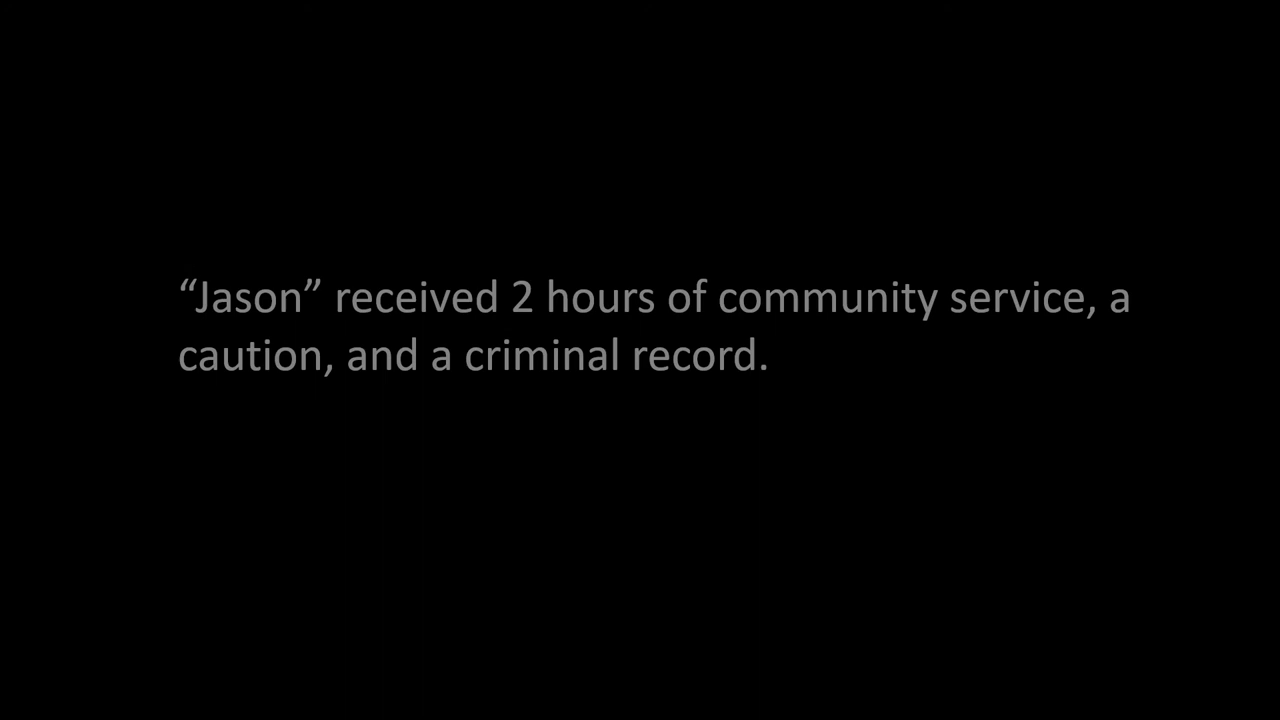 “Jason” received 2 hours of community service, a
caution, and a criminal record.